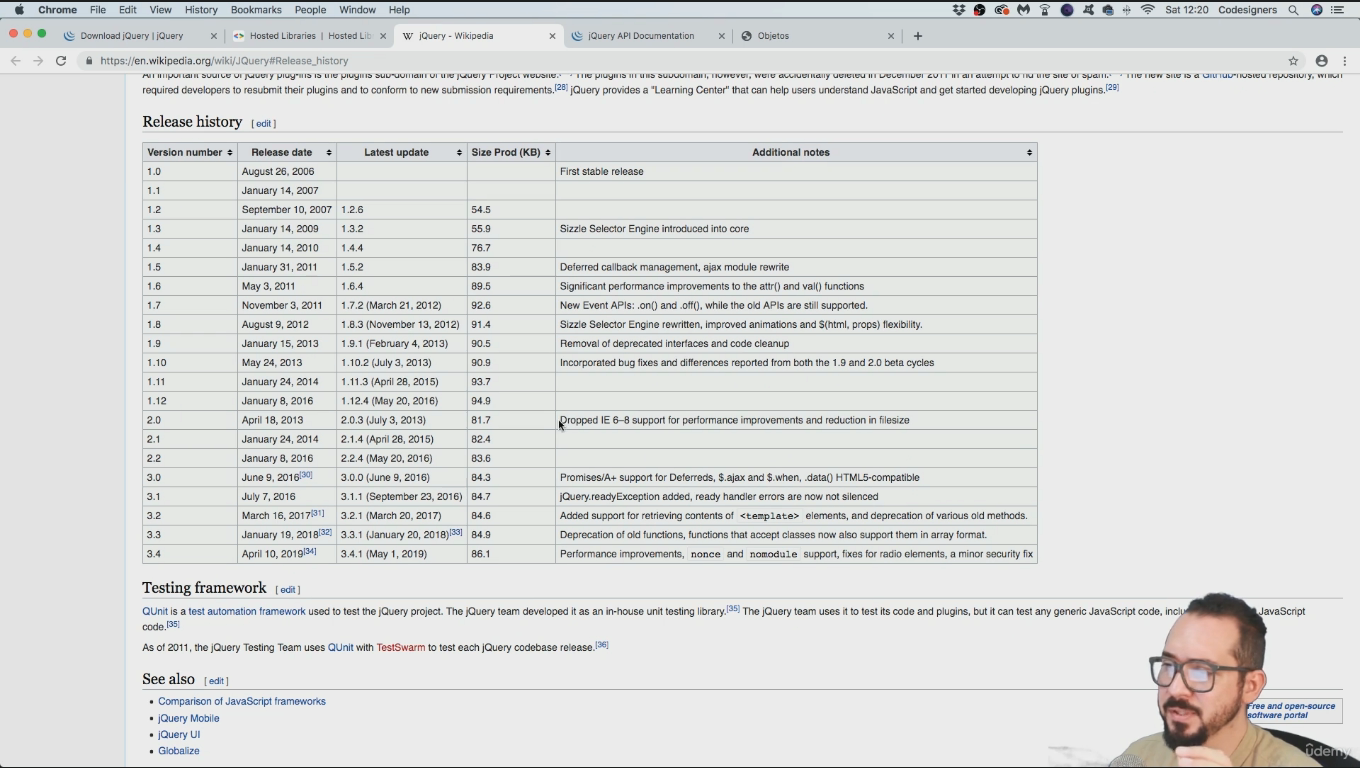 Chrome File Edit View History Bookmarks People Window Help Sat 12:20 Codesigners
Download jQuery | jQuery Hosted Libraries | Hosted Lib jQuery - Wikipedia jQuery API Documentation Objetos
https://en.wikipedia.org/wiki/JQuery#Release_history
An important source of jQuery plug-ins is the plugins sub-domain of the jQuery Project website. The plugins in this subdomain, however, were accidentally deleted in December 2011 in an attempt to rid the site of spam. The new site is a GitHub-hosted repository, which
required developers to resubmit their plugins and to conform to new submission requirements.[28] jQuery provides a "Learning Center" that can help users understand JavaScript and get started developing jQuery plugins.[29]
Release history [ edit ]
Version number Release date Latest update Size Prod (KB) Additional notes
1.0 August 26, 2006 First stable release
1.1 January 14, 2007
1.2 September 10, 2007 1.2.6 54.5
1.3 January 14, 2009 1.3.2 55.9 Sizzle Selector Engine introduced into core
1.4 January 14, 2010 1.4.4 76.7
1.5 January 31, 2011 1.5.2 83.9 Deferred callback management, ajax module rewrite
1.6 May 3, 2011 1.6.4 89.5 Significant performance improvements to the attr() and val() functions
1.7 November 3, 2011 1.7.2 (March 21, 2012) 92.6 New Event APIs: .on() and .off(), while the old APIs are still supported.
1.8 August 9, 2012 1.8.3 (November 13, 2012) 91.4 Sizzle Selector Engine rewritten, improved animations and $(html, props) flexibility.
1.9 January 15, 2013 1.9.1 (February 4, 2013) 90.5 Removal of deprecated interfaces and code cleanup
1.10 May 24, 2013 1.10.2 (July 3, 2013) 90.9 Incorporated bug fixes and differences reported from both the 1.9 and 2.0 beta cycles
1.11 January 24, 2014 1.11.3 (April 28, 2015) 93.7
1.12 January 8, 2016 1.12.4 (May 20, 2016) 94.9
2.0 April 18, 2013 2.0.3 (July 3, 2013) 81.7 Dropped IE 6–8 support for performance improvements and reduction in filesize
2.1 January 24, 2014 2.1.4 (April 28, 2015) 82.4
2.2 January 8, 2016 2.2.4 (May 20, 2016) 83.6
3.0 June 9, 2016[30] 3.0.0 (June 9, 2016) 84.3 Promises/A+ support for Deferreds, $.ajax and $.when, .data() HTML5-compatible
3.1 July 7, 2016 3.1.1 (September 23, 2016) 84.7 jQuery.readyException added, ready handler errors are now not silenced
3.2 March 16, 2017[31] 3.2.1 (March 20, 2017) 84.6 Added support for retrieving contents of <template> elements, and deprecation of various old methods.
3.3 January 19, 2018[32] 3.3.1 (January 20, 2018)[33] 84.9 Deprecation of old functions, functions that accept classes now also support them in array format.
3.4 April 10, 2019[34] 3.4.1 (May 1, 2019) 86.1 Performance improvements, nonce and nomodule support, fixes for radio elements, a minor security fix
Testing framework [ edit ]
QUnit is a test automation framework used to test the jQuery project. The jQuery team developed it as an in-house unit testing library.[35] The jQuery team uses it to test its code and plugins, but it can test any generic JavaScript code, JavaScript
code.[35]
As of 2011, the jQuery Testing Team uses QUnit with TestSwarm to test each jQuery codebase release.[36]
See also [ edit ]
Comparison of JavaScript frameworks
jQuery Mobile
Free and open-source
software portal
jQuery UI
Globalize
udemy